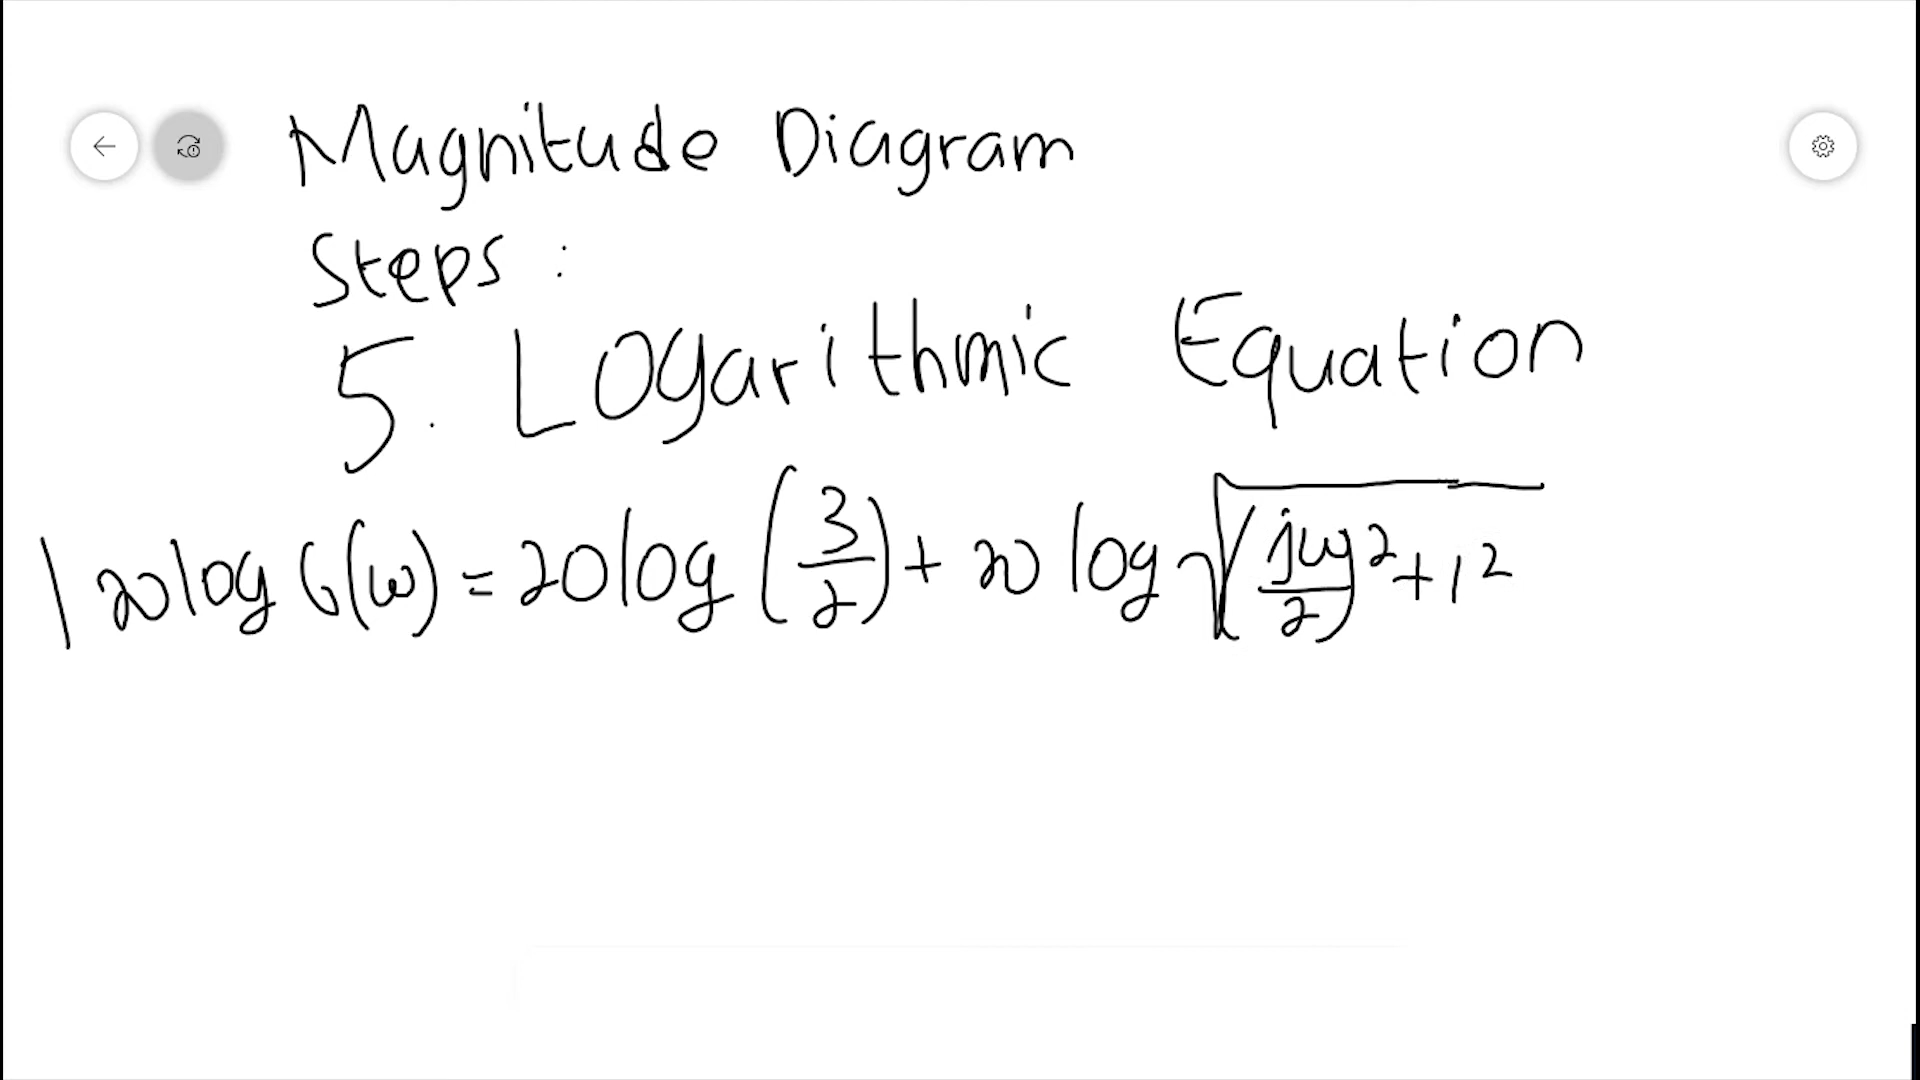 Magnitude Diagram
Steps :
5. Logarithmic Equation
| 20log G(ω) = 20log (3/2) + 20 log √(jω/2)² + 1²